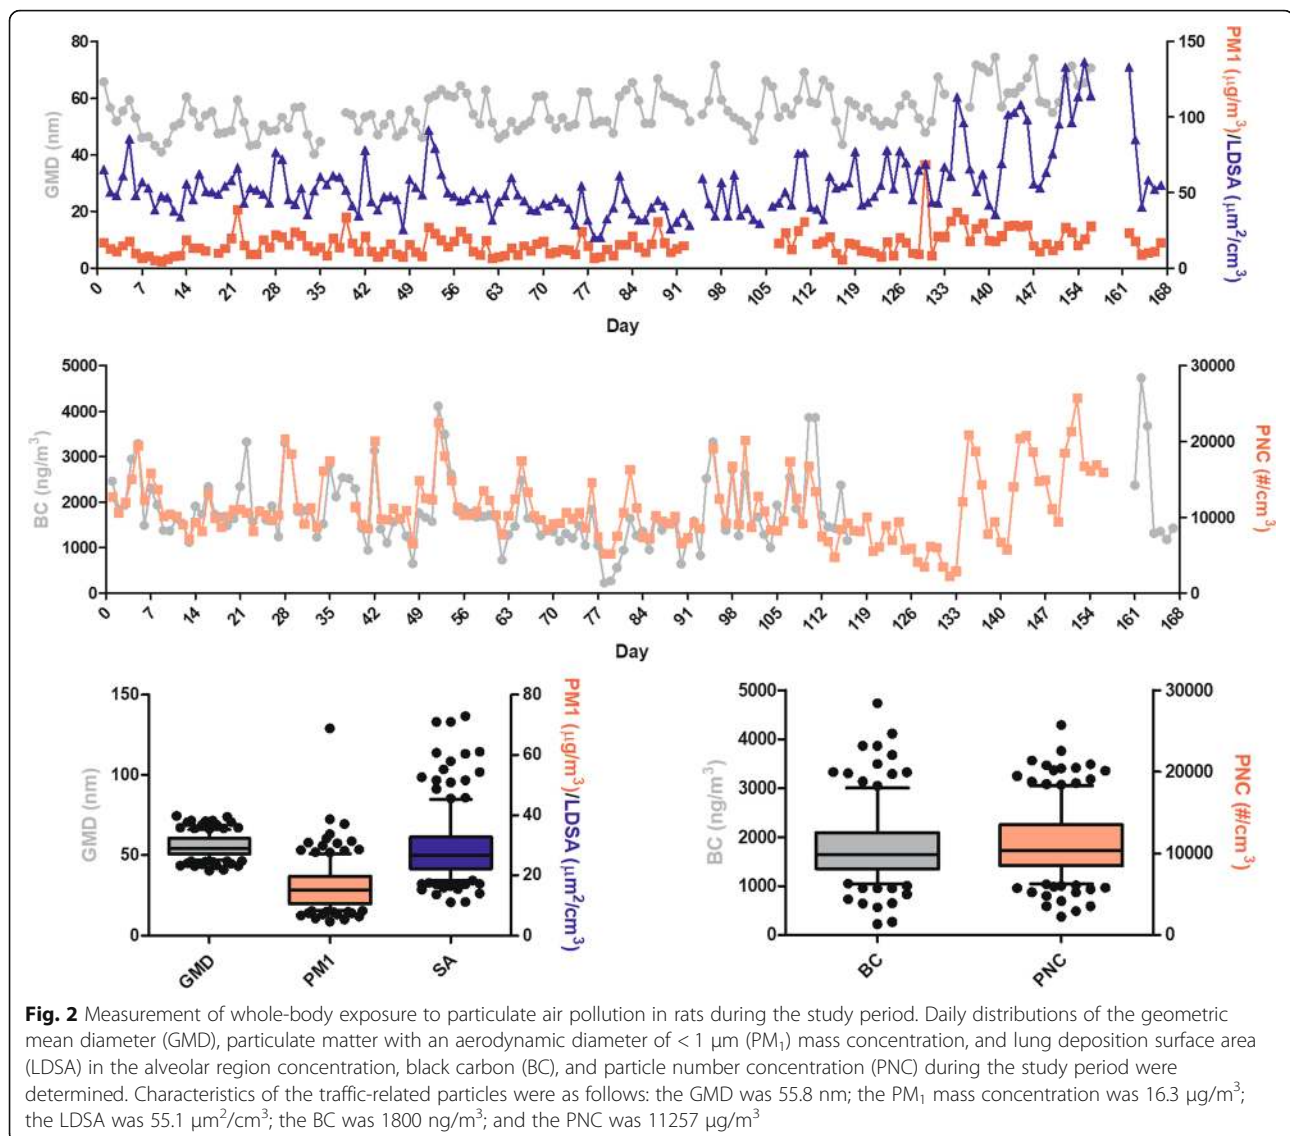 80
60
40
20
0
GMD (nm)
150
100
50
0
PM1 (μg/m³)/LDSA (μm²/cm³)
0 7 14 21 28 35 42 49 56 63 70 77 84 91 98 105 112 119 126 133 140 147 154 161 168
Day
5000
4000
3000
2000
1000
0
BC (ng/m³)
30000
20000
10000
0
PNC (#/cm³)
0 7 14 21 28 35 42 49 56 63 70 77 84 91 98 105 112 119 126 133 140 147 154 161 168
Day
150
100
50
0
GMD (nm)
80
60
40
20
0
PM1 (μg/m³)/LDSA (μm²/cm³)
GMD PM1 SA
5000
4000
3000
2000
1000
0
BC (ng/m³)
30000
20000
10000
0
PNC (#/cm³)
BC PNC
Fig. 2 Measurement of whole-body exposure to particulate air pollution in rats during the study period. Daily distributions of the geometric
mean diameter (GMD), particulate matter with an aerodynamic diameter of < 1 μm (PM₁) mass concentration, and lung deposition surface area
(LDSA) in the alveolar region concentration, black carbon (BC), and particle number concentration (PNC) during the study period were
determined. Characteristics of the traffic-related particles were as follows: the GMD was 55.8 nm; the PM₁ mass concentration was 16.3 μg/m³;
the LDSA was 55.1 μm²/cm³; the BC was 1800 ng/m³; and the PNC was 11257 μg/m³